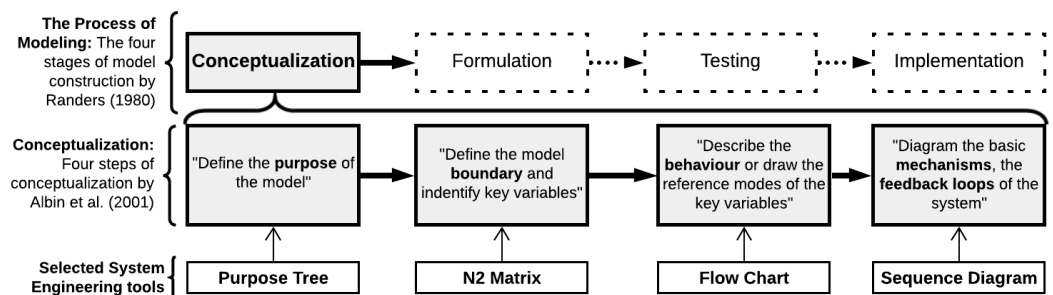 The Process of
Modeling: The four
stages of model
construction by
Randers (1980)
Conceptualization
Formulation
Testing
Implementation
Conceptualization:
Four steps of
conceptualization by
Albin et al. (2001)
"Define the purpose of
the model"
"Define the model
boundary and
indentify key variables"
"Describe the
behaviour or draw the
reference modes of the
key variables"
"Diagram the basic
mechanisms, the
feedback loops of the
system"
Selected System
Engineering tools
Purpose Tree
N2 Matrix
Flow Chart
Sequence Diagram